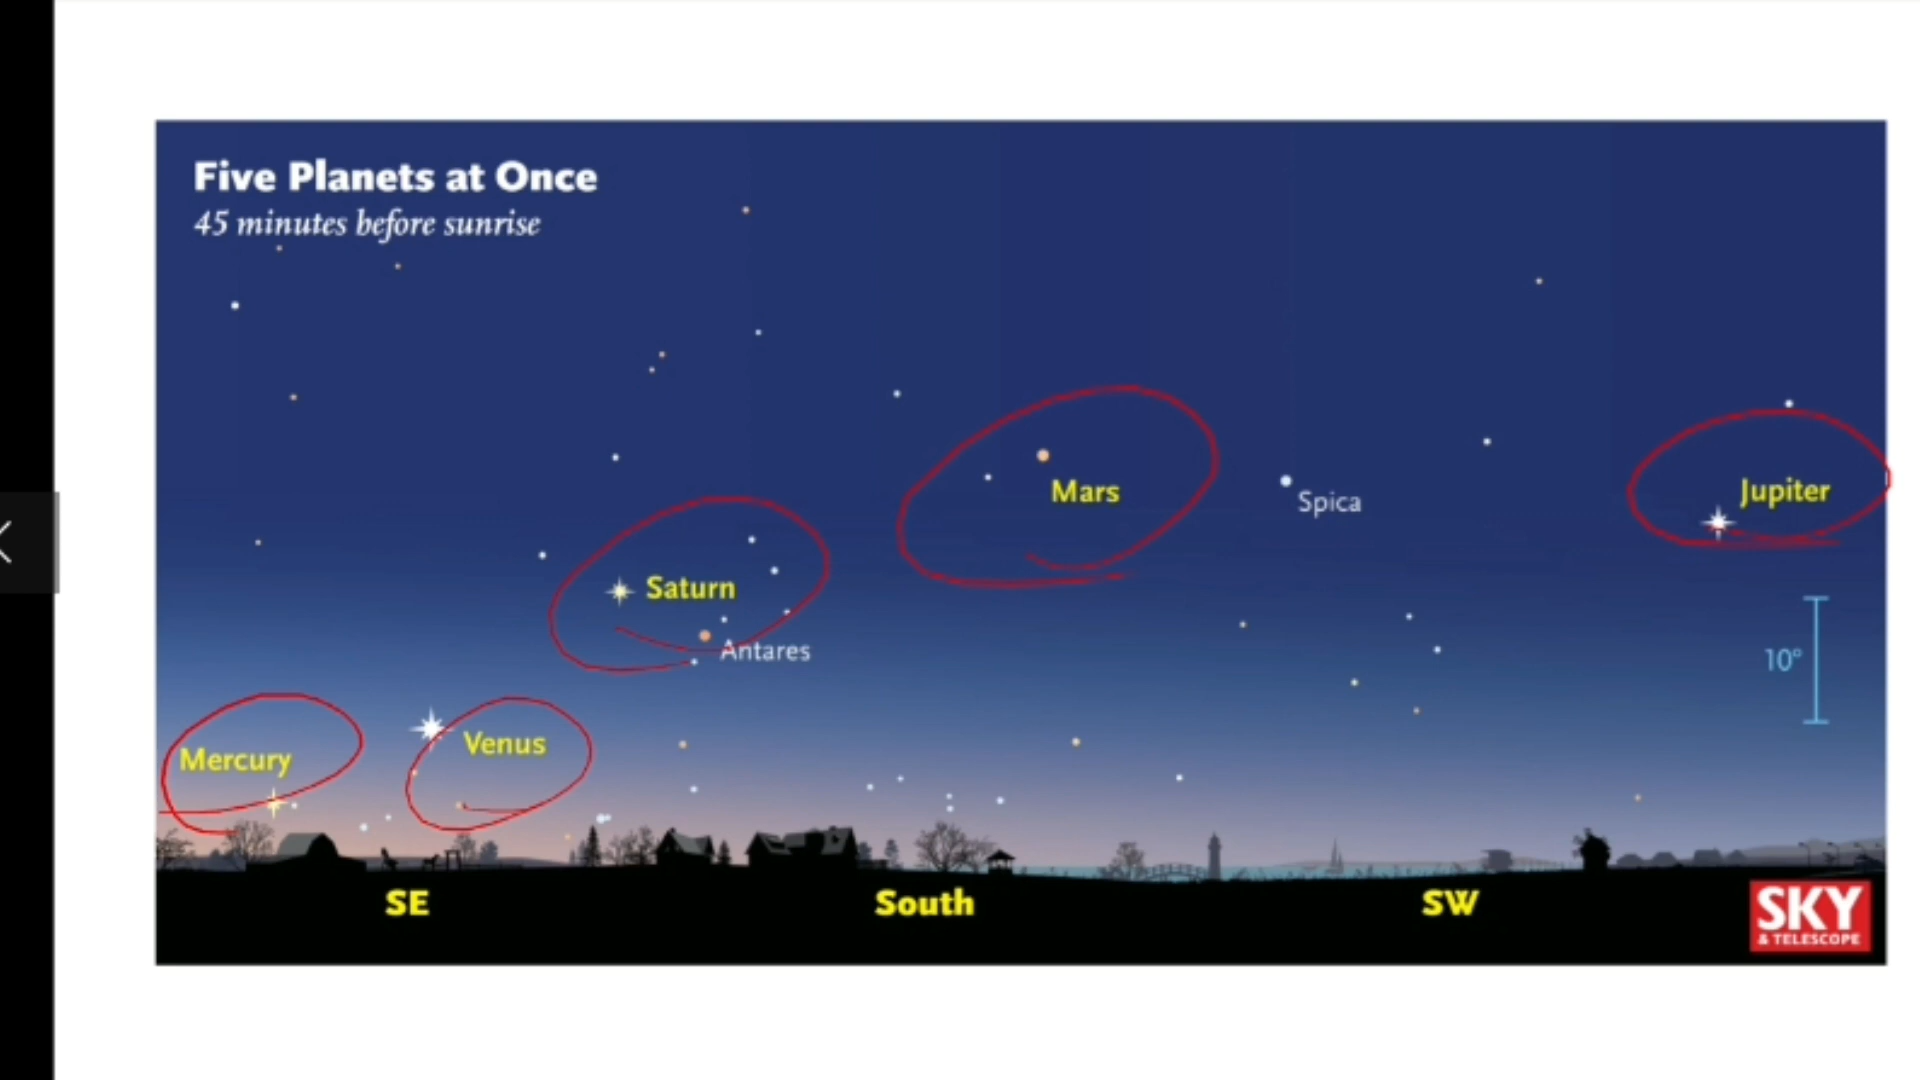 Five Planets at Once
45 minutes before sunrise
Mars
Jupiter
Spica
Saturn
Antares
10°
Venus
Mercury
SE
South
SW
SKY
& TELESCOPE